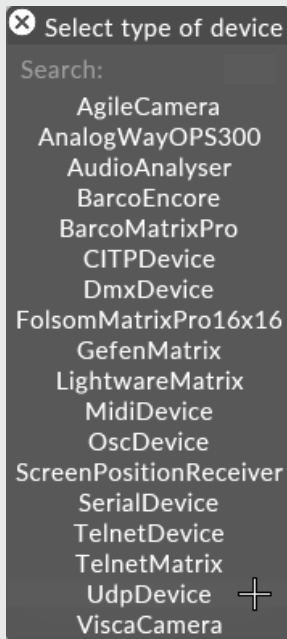 Select type of device
Search:
AgileCamera
AnalogWayOPS300
AudioAnalyser
BarcoEncore
BarcoMatrixPro
CITPDevice
DmxDevice
FolsomMatrixPro16x16
GefenMatrix
LightwareMatrix
MidiDevice
OscDevice
ScreenPositionReceiver
SerialDevice
TelnetDevice
TelnetMatrix
UdpDevice
ViscaCamera